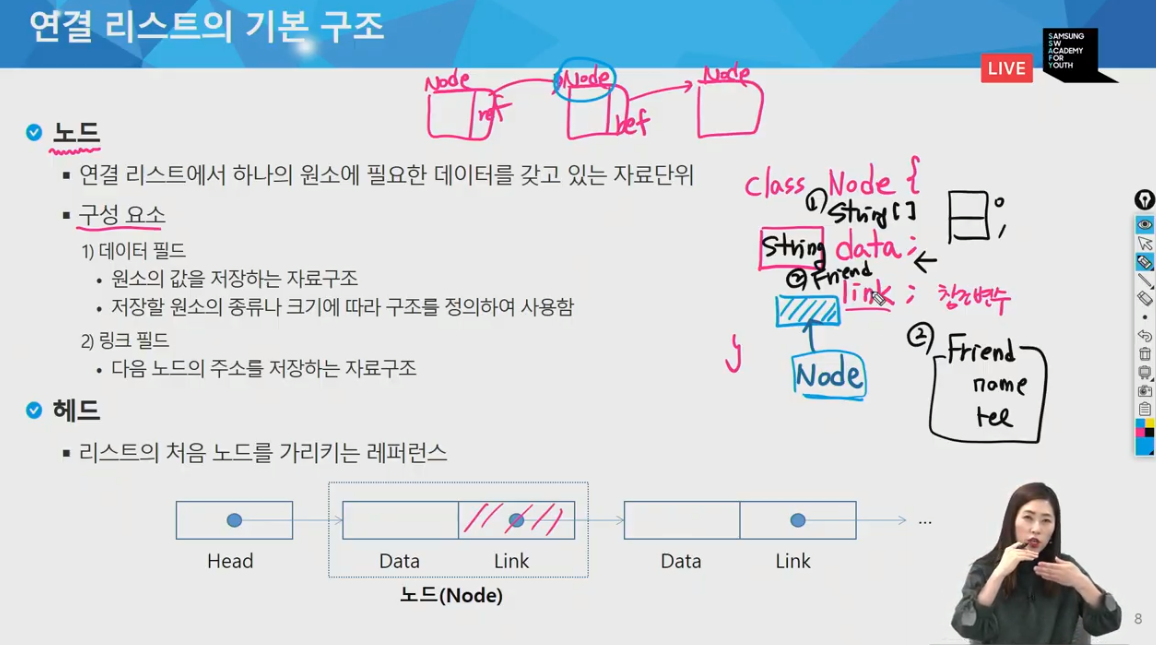 연결 리스트의 기본 구조
LIVE
SAMSUNG
SW
ACADEMY
FOR
YOUTH
Node
ref
Node
ref
Node
노드
연결 리스트에서 하나의 원소에 필요한 데이터를 갖고 있는 자료단위
구성 요소
1) 데이터 필드
원소의 값을 저장하는 자료구조
저장할 원소의 종류나 크기에 따라 구조를 정의하여 사용함
2) 링크 필드
다음 노드의 주소를 저장하는 자료구조
class Node {
① String[]
String data;
② Friend
link ; 참조변수
}
Node
②
Friend
name
tel
헤드
리스트의 처음 노드를 가리키는 레퍼런스
...
Head
Data
Link
Data
Link
노드(Node)
8